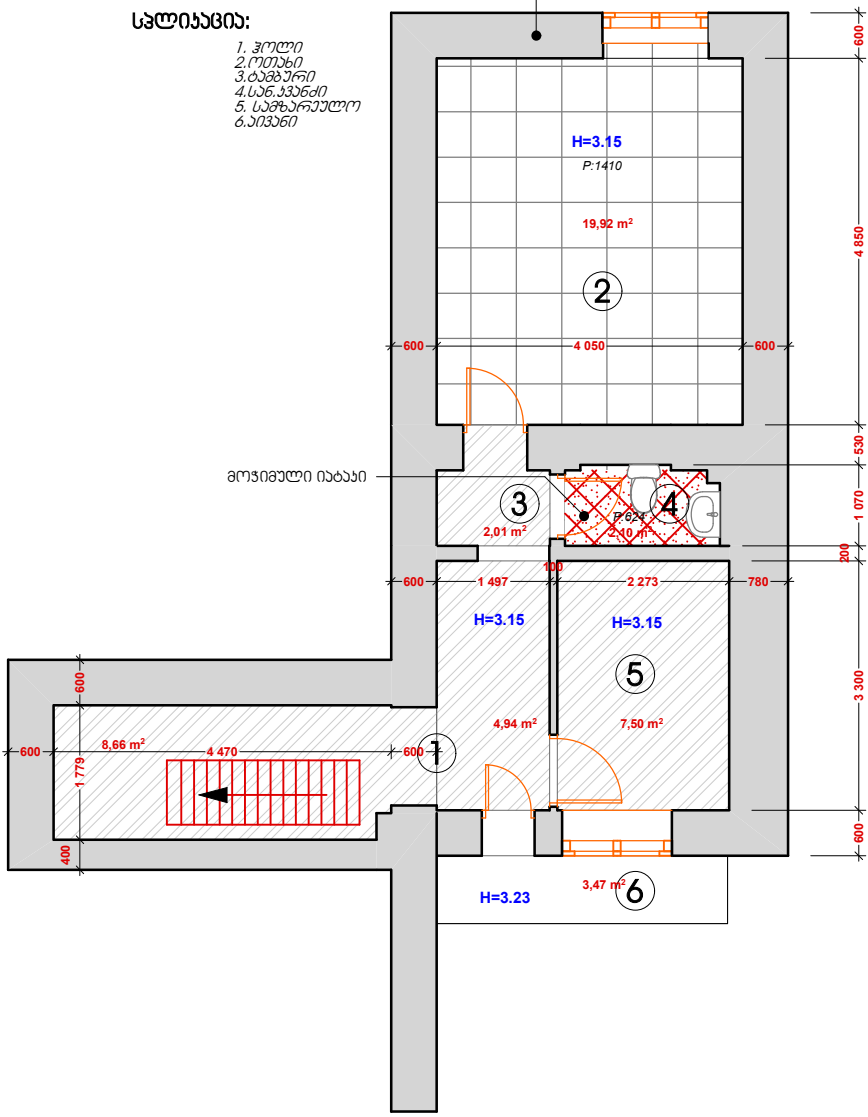 სპლიკაცია:
1. ჰოლი
2.ოთახი
3.ტამბური
4.სან.კვანძი
5. სამზარეულო
6.აივანი
600
H=3.15
P:1410
19,92 m²
4 850
2
600 4 050 600
530
მოჭიმული იატაკი
3
4
P:624
2,01 m²
2,10 m²
1 070
200
100
600 1 497 2 273 780
H=3.15
H=3.15
5
3 300
600
4,94 m²
7,50 m²
8,66 m²
600 4 470 600
1
1 779
600
400
3,47 m²
6
H=3.23